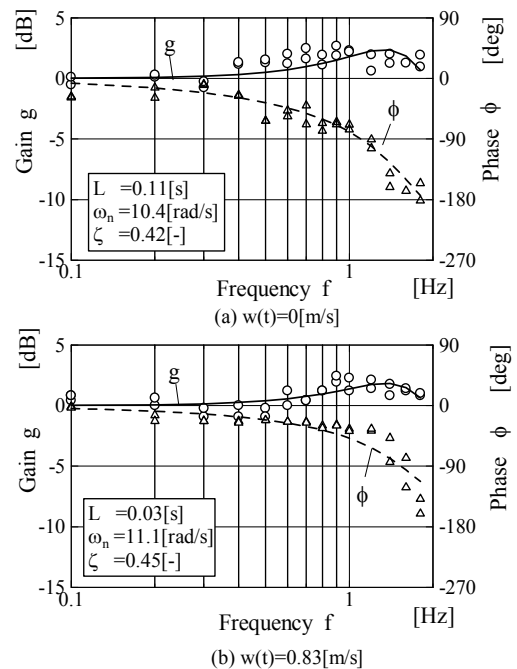 [dB] [deg]
5 90
g
0 0
ϕ
-5 -90
Gain g Phase ϕ
L =0.11[s]
ωn =10.4[rad/s]
ζ =0.42[-]
-10 -180
-15 -270
0.1 1
Frequency f [Hz]
(a) w(t)=0[m/s]
[dB] [deg]
5 90
g
0 0
-5 -90
ϕ
Gain g Phase ϕ
L =0.03[s]
ωn =11.1[rad/s]
ζ =0.45[-]
-10 -180
-15 -270
0.1 1
Frequency f [Hz]
(b) w(t)=0.83[m/s]